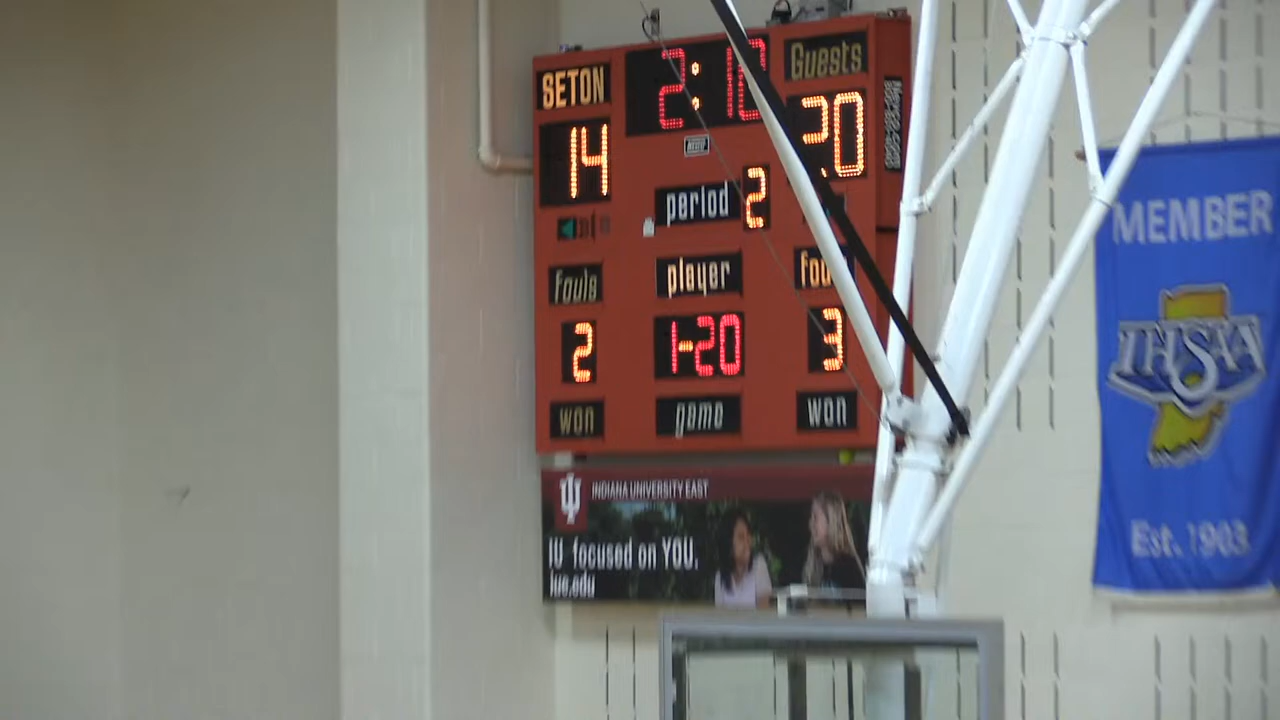 SETON
2:10
Guests
14
20
period 2
fouls
player
fou
2
1-20
3
won
game
won
INDIANA UNIVERSITY EAST
IU focused on YOU.
iue.edu
MEMBER
IHSAA
Est. 1903